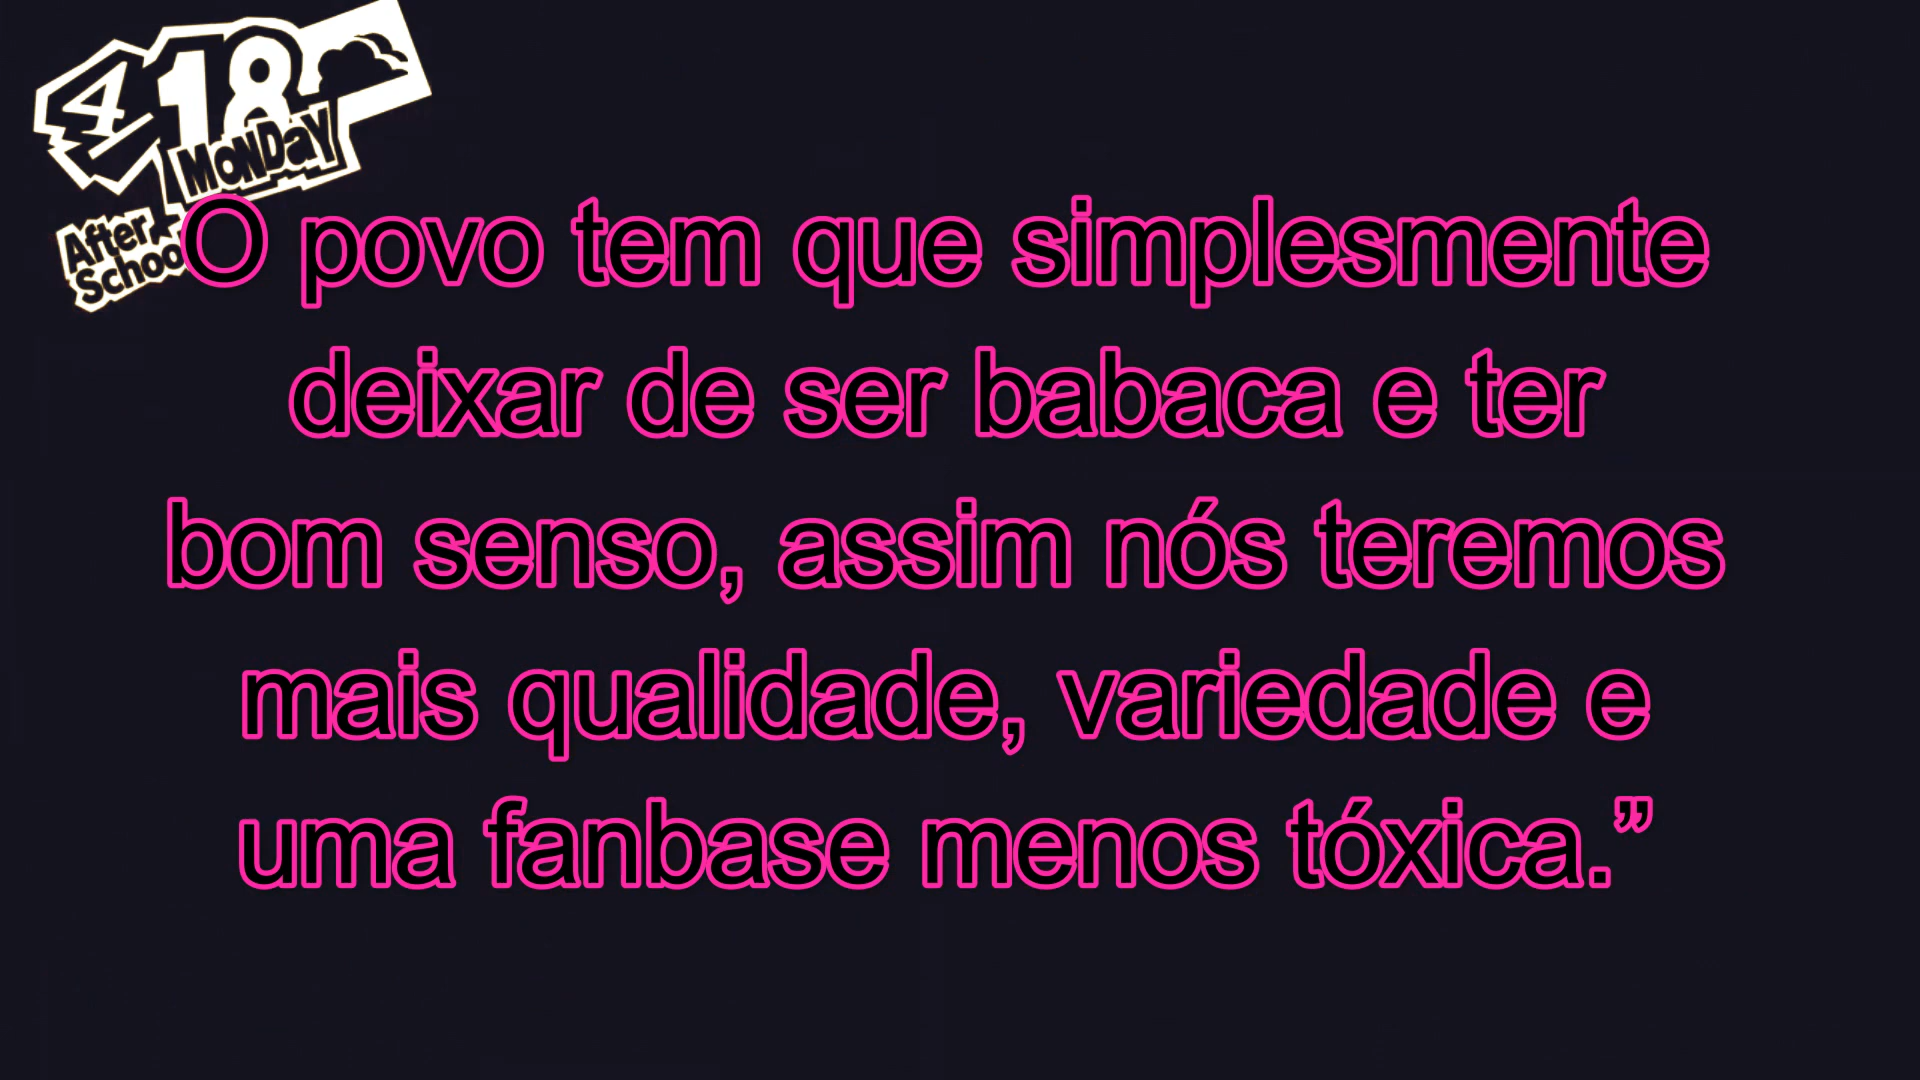 4 18
MONDAY
After School
O povo tem que simplesmente
deixar de ser babaca e ter
bom senso, assim nós teremos
mais qualidade, variedade e
uma fanbase menos tóxica.”